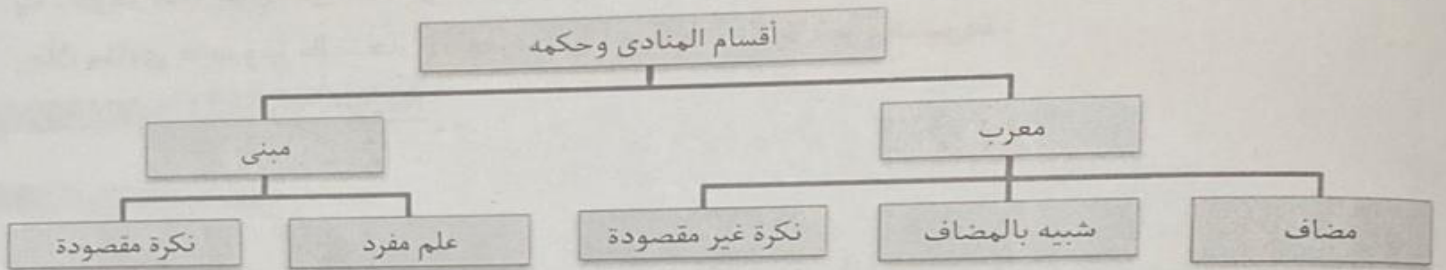 أقسام المنادى وحكمه
معرب
مبنى
مضاف
شبيه بالمضاف
نكرة غير مقصودة
علم مفرد
نكرة مقصودة